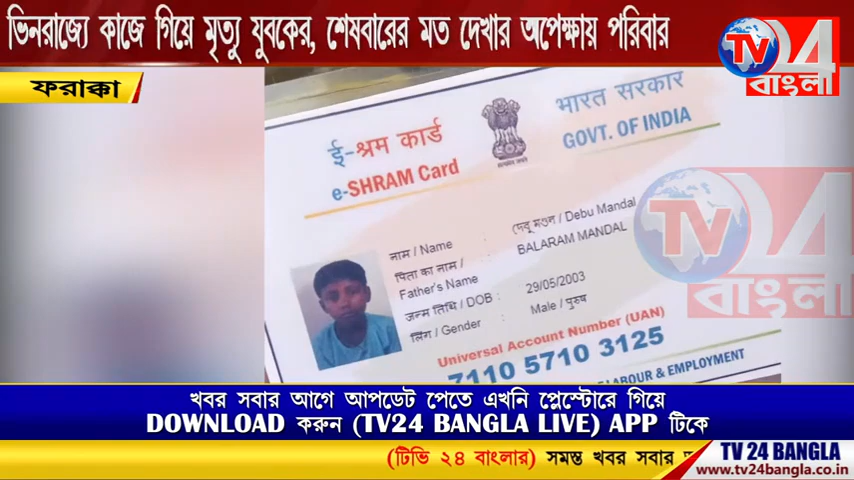 ভিনরাজ্যে কাজে গিয়ে মৃত্যু যুবকের, শেষবারের মত দেখার অপেক্ষায় পরিবার
TV 24 বাংলা
ফরাক্কা
ই-শ্রম কার্ড
e-SHRAM Card
भारत सरकार
GOVT. OF INDIA
नाम / Name : দেবু মণ্ডল / Debu Mandal
पिता का नाम / Father's Name : BALARAM MANDAL
जन्म तिथि / DOB : 29/05/2003
लिंग / Gender : Male / पुरुष
Universal Account Number (UAN)
7110 5710 3125
LABOUR & EMPLOYMENT
TV 24 বাংলা
খবর সবার আগে আপডেট পেতে এখনি প্লেস্টোরে গিয়ে
DOWNLOAD করুন (TV24 BANGLA LIVE) APP টিকে
(টিভি ২৪ বাংলার) সমস্ত খবর সবার
TV 24 BANGLA
www.tv24bangla.co.in